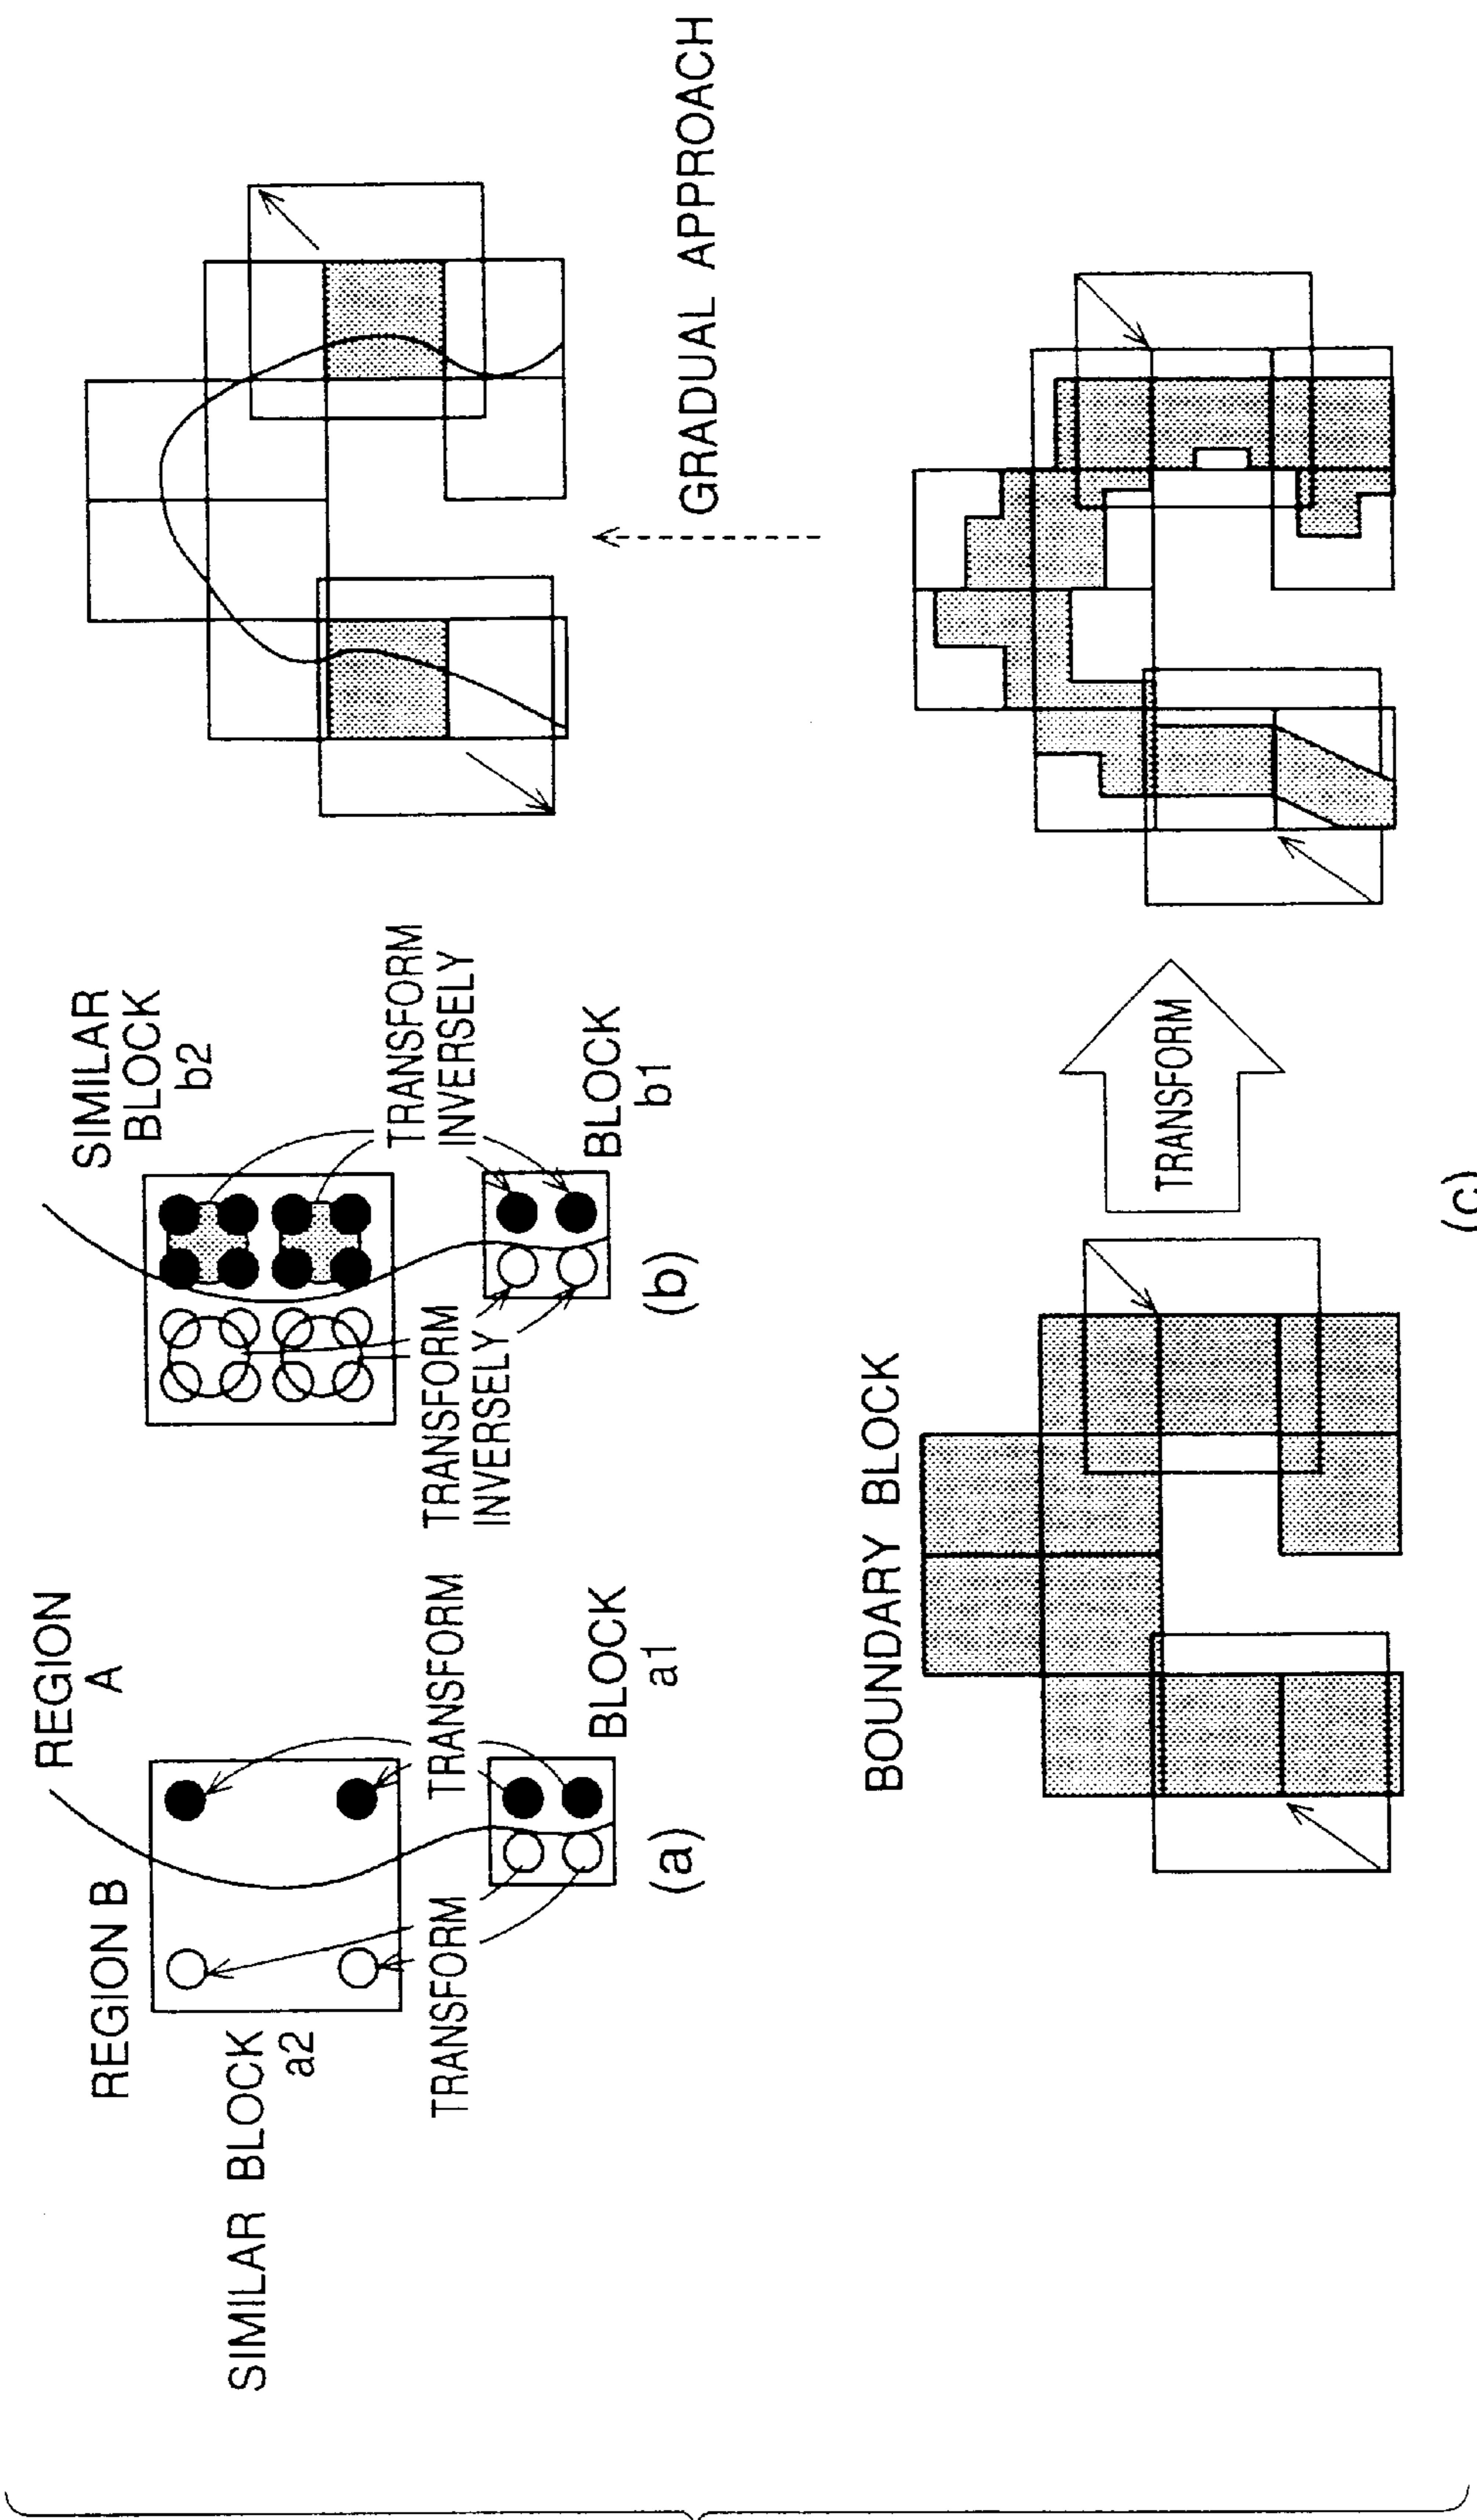 REGION B
REGION
A
SIMILAR BLOCK
a2
TRANSFORM
TRANSFORM
BLOCK
a1
(a)
SIMILAR
BLOCK
b2
TRANSFORM
INVERSELY
TRANSFORM
INVERSELY
BLOCK
b1
(b)
GRADUAL APPROACH
BOUNDARY BLOCK
TRANSFORM
(c)